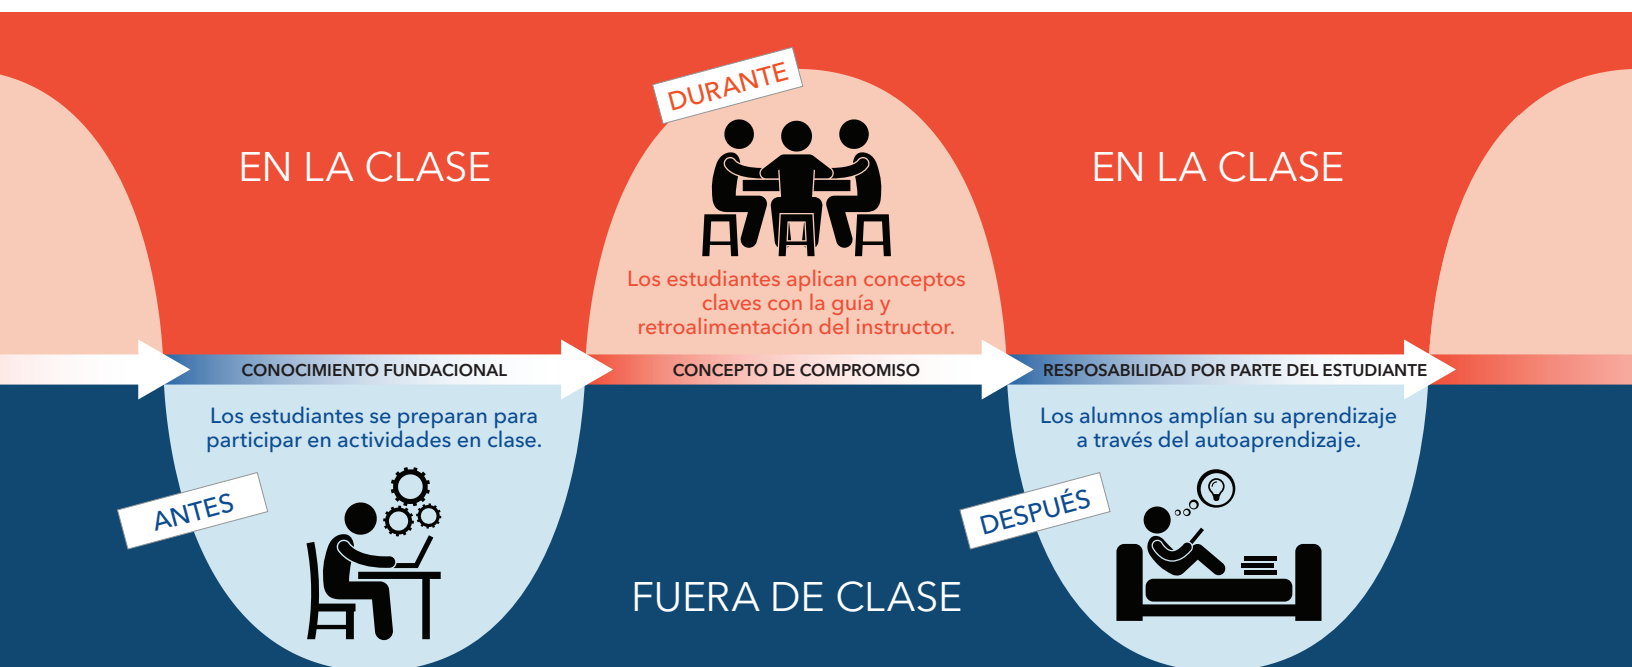 DURANTE
EN LA CLASE
EN LA CLASE
Los estudiantes aplican conceptos
claves con la guía y
retroalimentación del instructor.
CONOCIMIENTO FUNDACIONAL
CONCEPTO DE COMPROMISO
RESPOSABILIDAD POR PARTE DEL ESTUDIANTE
Los estudiantes se preparan para
participar en actividades en clase.
Los alumnos amplían su aprendizaje
a través del autoaprendizaje.
ANTES
DESPUÉS
FUERA DE CLASE